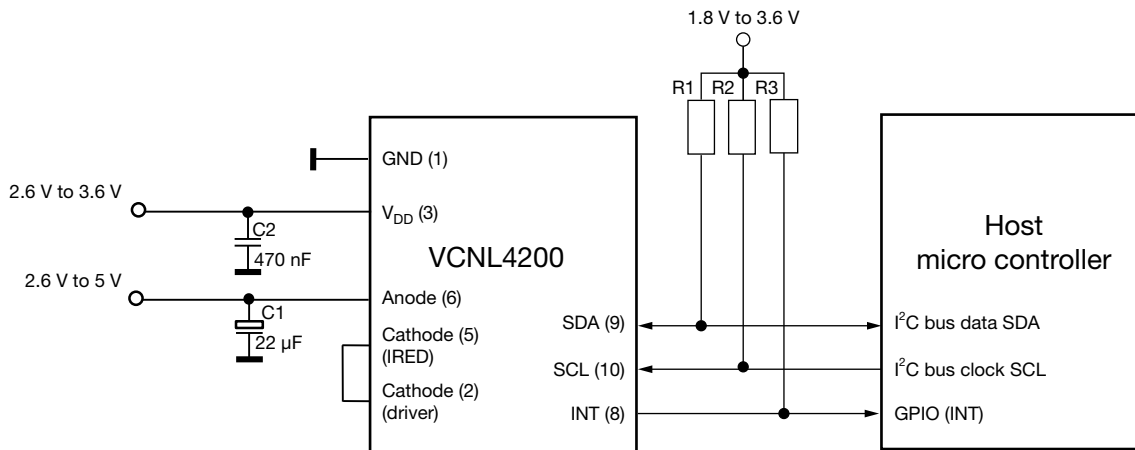 1.8 V to 3.6 V
R1 R2 R3
GND (1)
2.6 V to 3.6 V
V_DD (3)
C2
470 nF
VCNL4200
Host
micro controller
2.6 V to 5 V
Anode (6)
C1
22 µF
SDA (9)
I²C bus data SDA
Cathode (5)
(IRED)
SCL (10)
I²C bus clock SCL
Cathode (2)
(driver)
INT (8)
GPIO (INT)